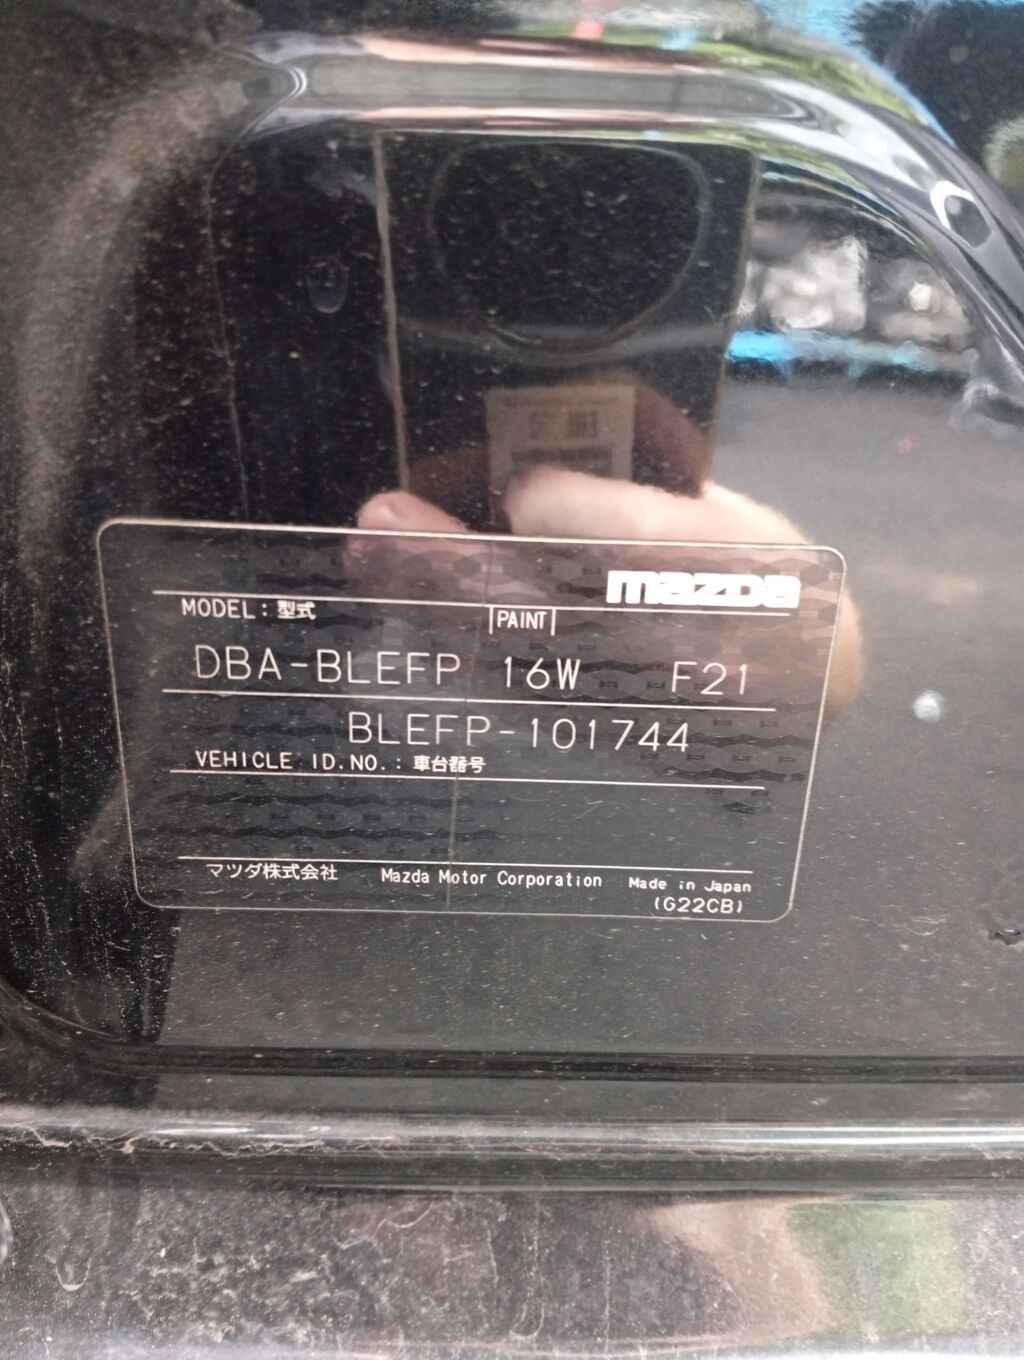 mazda
MODEL: 型式 PAINT
DBA-BLEFP 16W F21
BLEFP-101744
VEHICLE ID.NO.: 車台番号
マツダ株式会社 Mazda Motor Corporation Made in Japan
(G22CB)